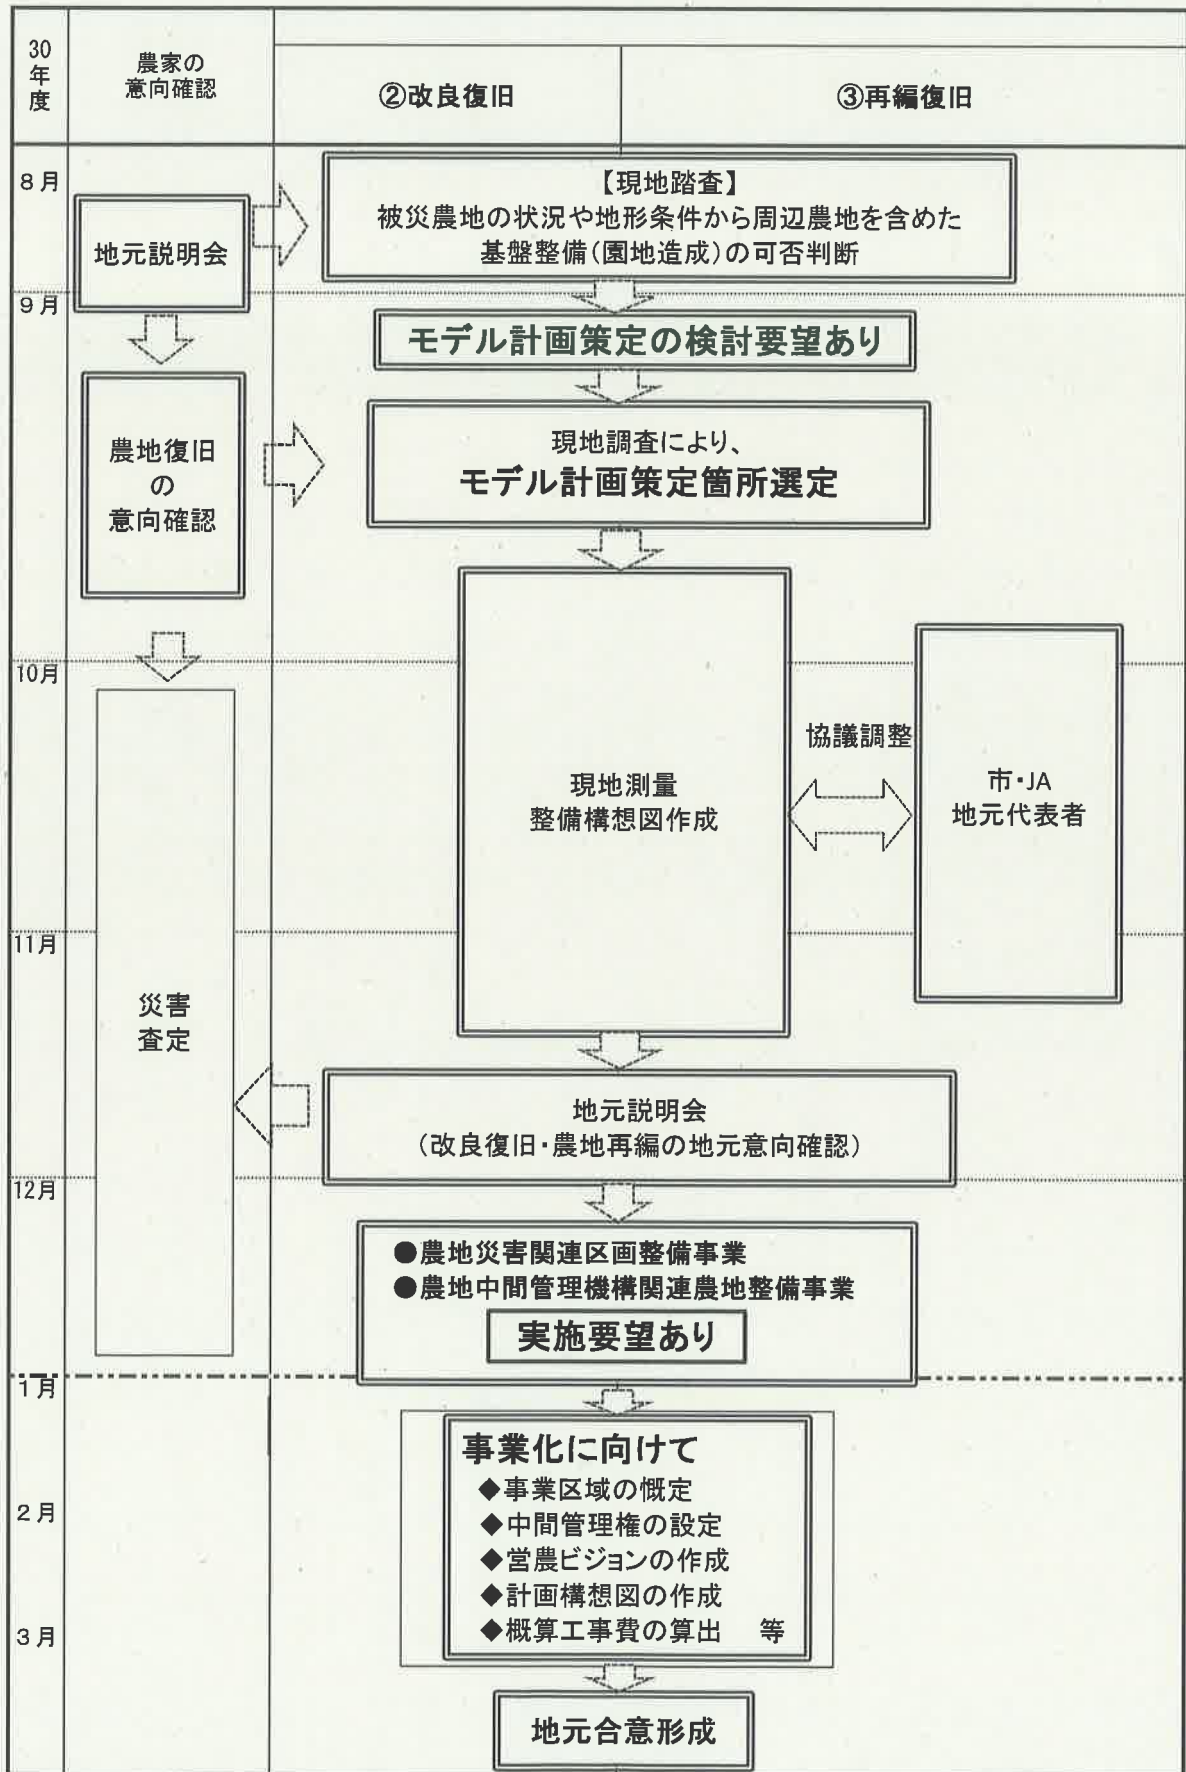 30
年
度
農家の
意向確認
②改良復旧
③再編復旧
8月
地元説明会
【現地踏査】
被災農地の状況や地形条件から周辺農地を含めた
基盤整備(園地造成)の可否判断
9月
モデル計画策定の検討要望あり
農地復旧
の
意向確認
現地調査により、
モデル計画策定箇所選定
10月
現地測量
整備構想図作成
協議調整
市・JA
地元代表者
11月
災害
査定
地元説明会
(改良復旧・農地再編の地元意向確認)
12月
●農地災害関連区画整備事業
●農地中間管理機構関連農地整備事業
実施要望あり
1月
事業化に向けて
◆事業区域の慨定
◆中間管理権の設定
◆営農ビジョンの作成
◆計画構想図の作成
◆概算工事費の算出 等
2月
3月
地元合意形成